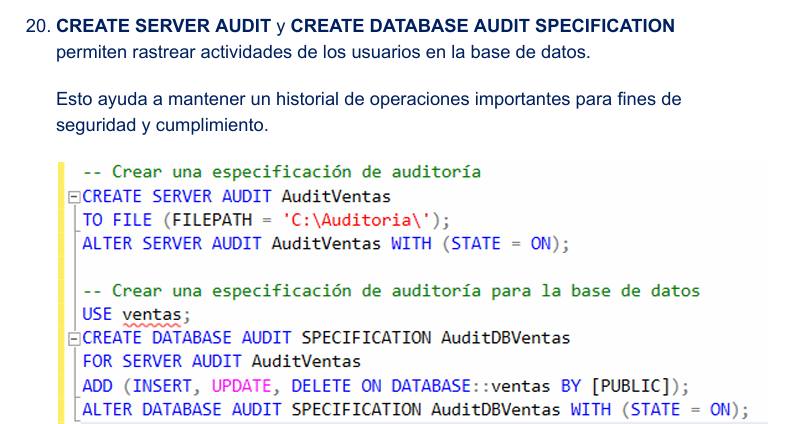 20. CREATE SERVER AUDIT y CREATE DATABASE AUDIT SPECIFICATION
permiten rastrear actividades de los usuarios en la base de datos.
Esto ayuda a mantener un historial de operaciones importantes para fines de
seguridad y cumplimiento.
-- Crear una especificación de auditoría
CREATE SERVER AUDIT AuditVentas
TO FILE (FILEPATH = 'C:\Auditoria\');
ALTER SERVER AUDIT AuditVentas WITH (STATE = ON);
-- Crear una especificación de auditoría para la base de datos
USE ventas;
CREATE DATABASE AUDIT SPECIFICATION AuditDBVentas
FOR SERVER AUDIT AuditVentas
ADD (INSERT, UPDATE, DELETE ON DATABASE::ventas BY [PUBLIC]);
ALTER DATABASE AUDIT SPECIFICATION AuditDBVentas WITH (STATE = ON);